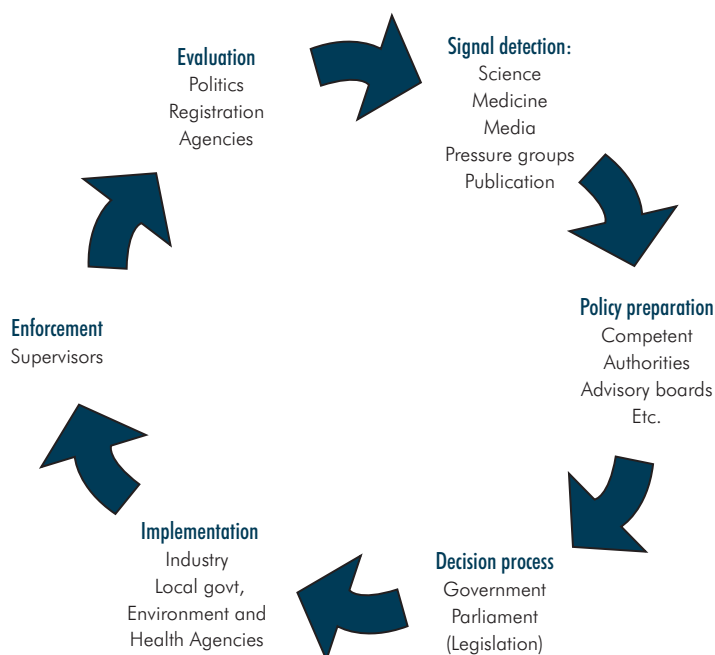 Evaluation
Politics
Registration
Agencies
Signal detection:
Science
Medicine
Media
Pressure groups
Publication
Policy preparation
Competent
Authorities
Advisory boards
Etc.
Decision process
Government
Parliament
(Legislation)
Implementation
Industry
Local govt,
Environment and
Health Agencies
Enforcement
Supervisors